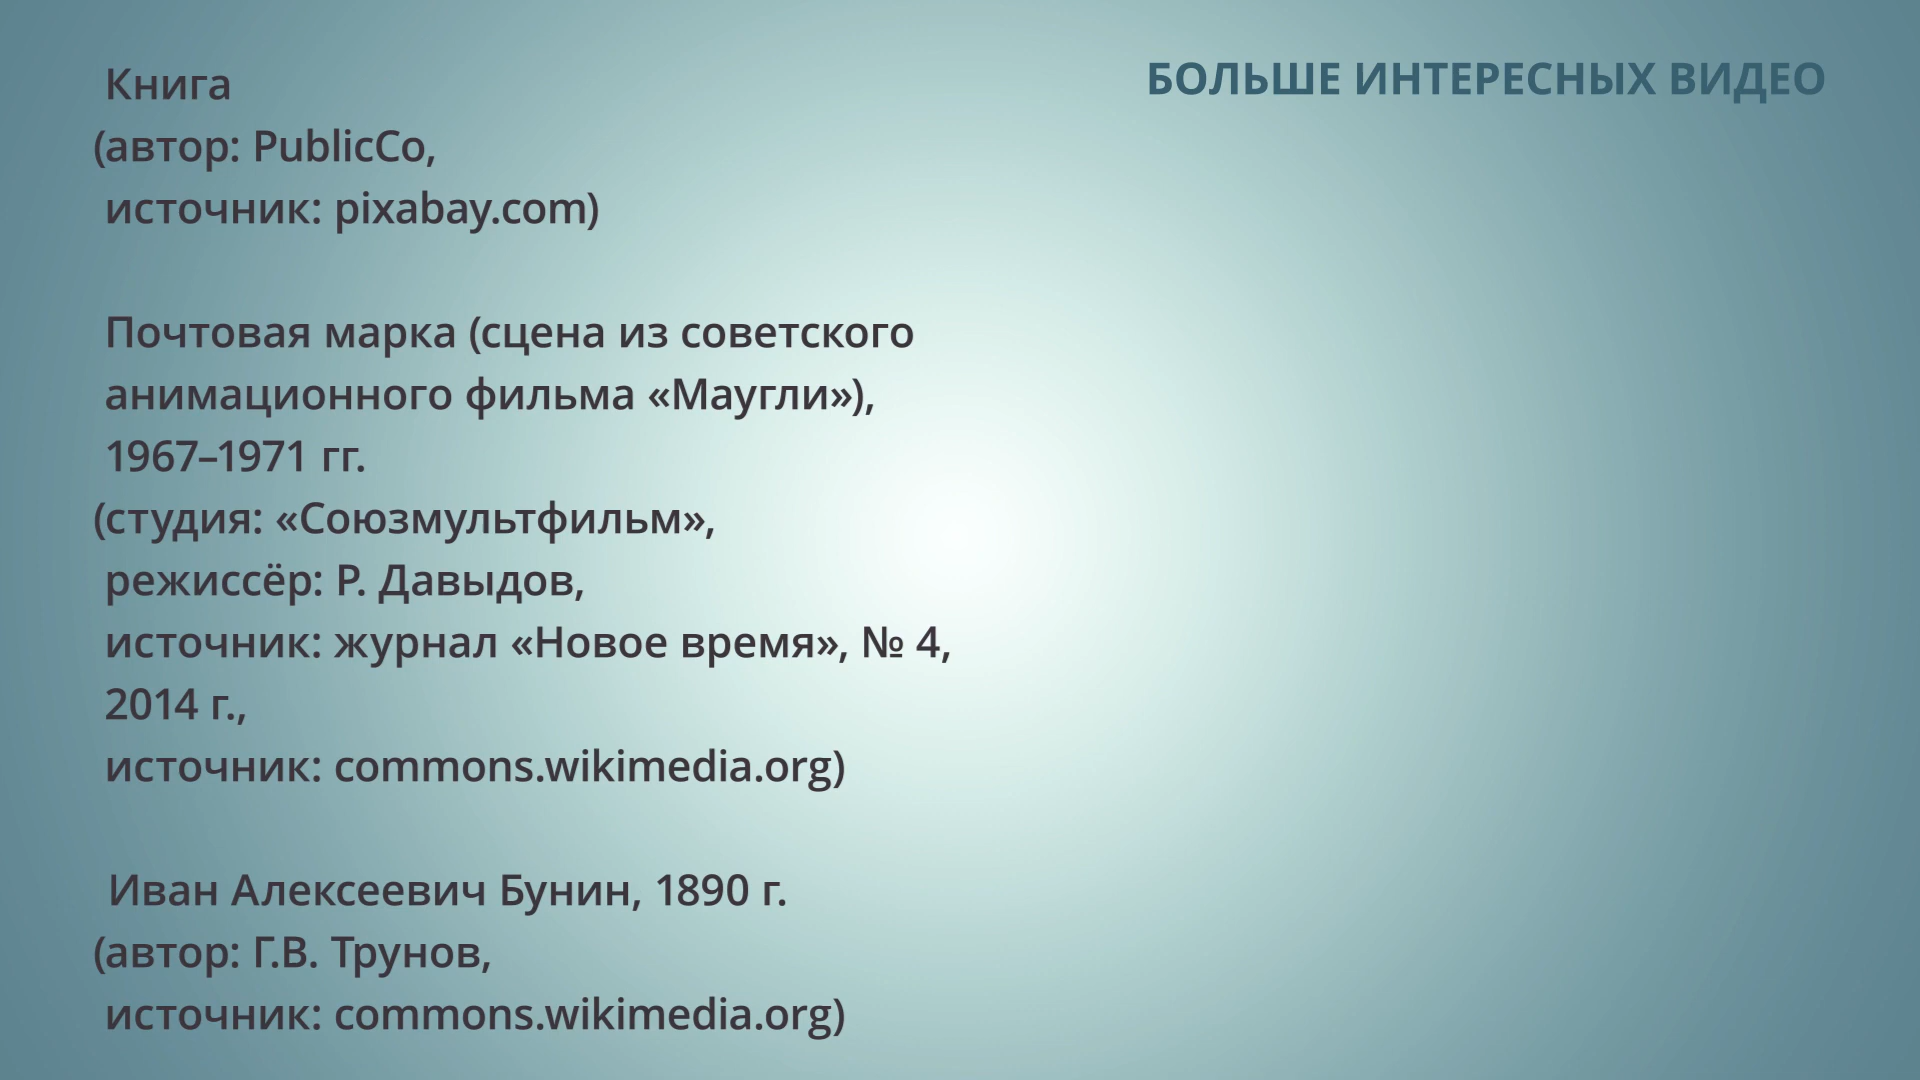 Книга
(автор: PublicCo,
источник: pixabay.com)
Почтовая марка (сцена из советского
анимационного фильма «Маугли»),
1967–1971 гг.
(студия: «Союзмультфильм»,
режиссёр: Р. Давыдов,
источник: журнал «Новое время», № 4,
2014 г.,
источник: commons.wikimedia.org)
Иван Алексеевич Бунин, 1890 г.
(автор: Г.В. Трунов,
источник: commons.wikimedia.org)
БОЛЬШЕ ИНТЕРЕСНЫХ ВИДЕО